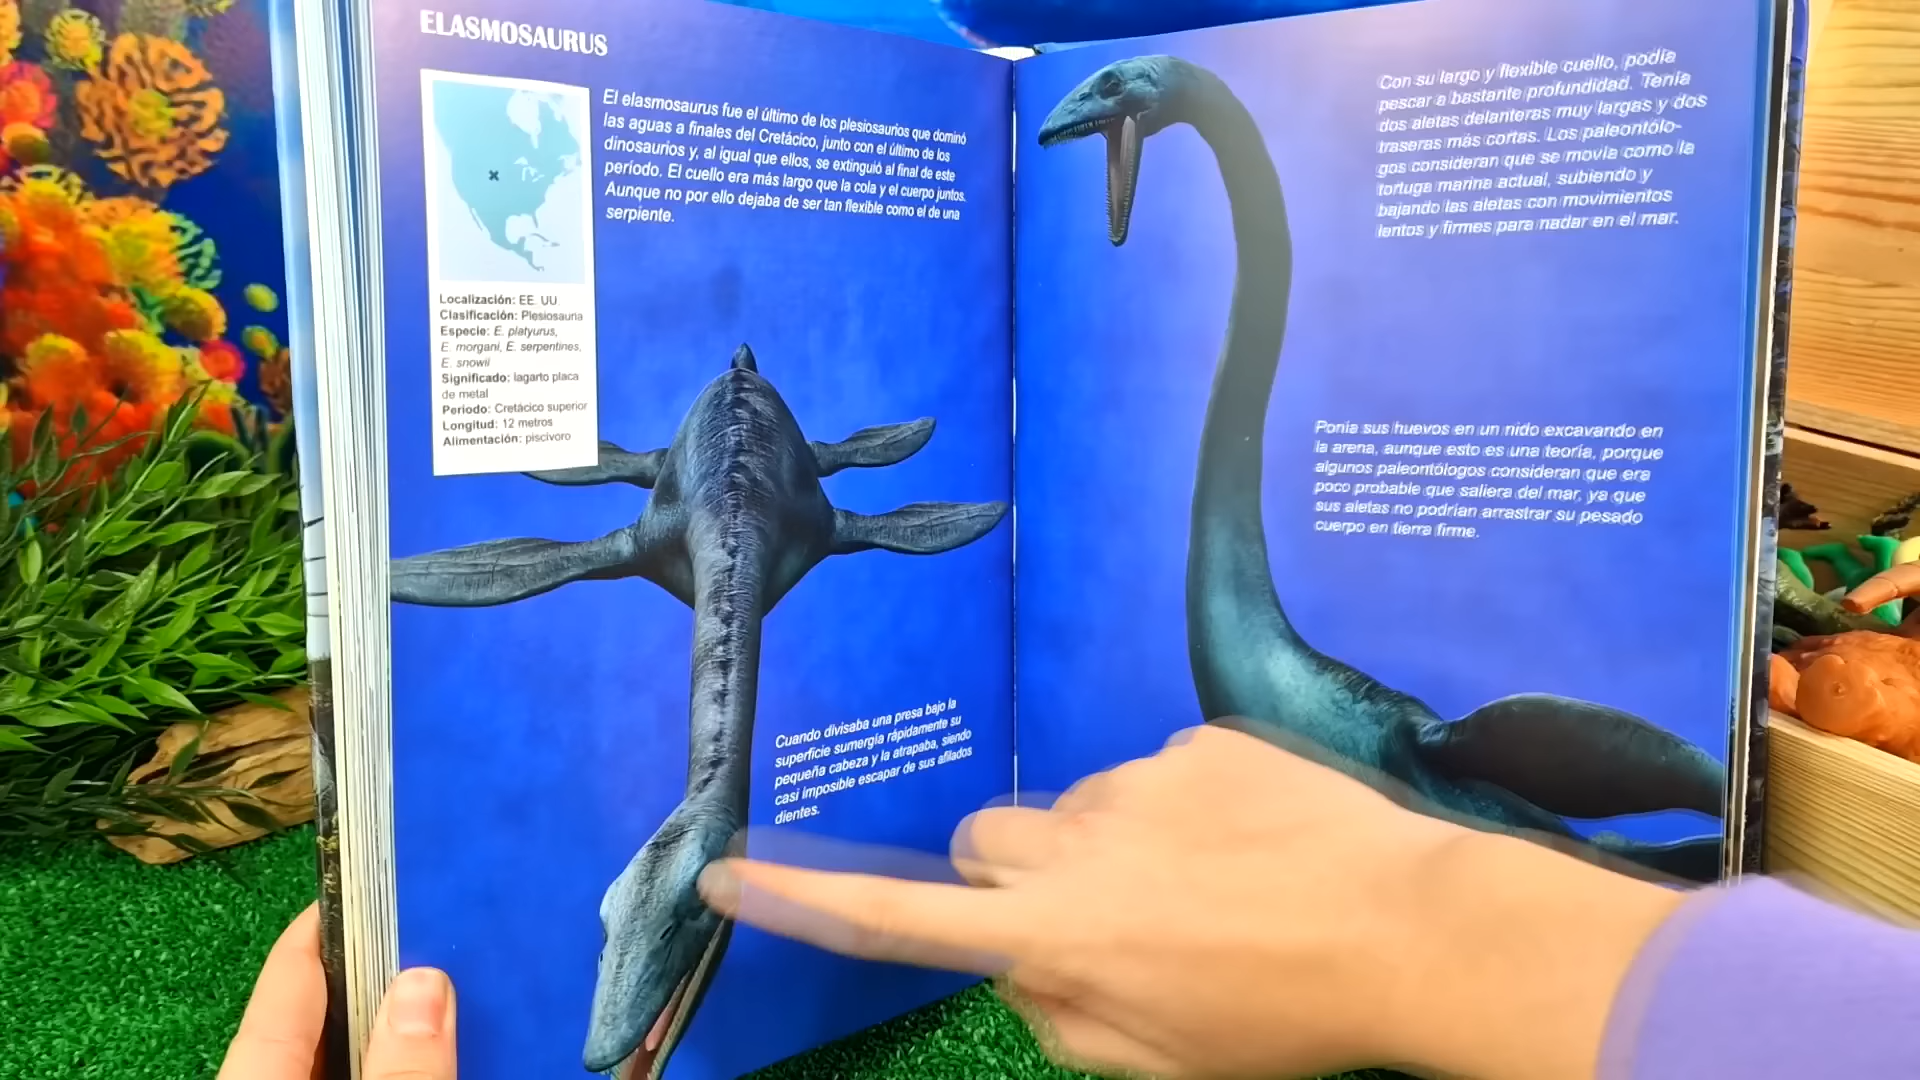 ELASMOSAURUS
El elasmosaurus fue el último de los plesiosaurios que dominó
las aguas a finales del Cretácico, junto con el último de los
dinosaurios y, al igual que ellos, se extinguió al final de este
período. El cuello era más largo que la cola y el cuerpo juntos.
Aunque no por ello dejaba de ser tan flexible como el de una
serpiente.
Localización: EE. UU.
Clasificación: Plesiosauria
Especie: E. platyurus,
E. morgani, E. serpentines,
E. snowii
Significado: lagarto placa
de metal
Periodo: Cretácico superior
Longitud: 12 metros
Alimentación: piscívoro
Cuando divisaba una presa bajo la
superficie sumergía rápidamente su
pequeña cabeza y la atrapaba, siendo
casi imposible escapar de sus afilados
dientes.
Con su largo y flexible cuello, podía
pescar a bastante profundidad. Tenía
dos aletas delanteras muy largas y dos
traseras más cortas. Los paleontólo-
gos consideran que se movía como la
tortuga marina actual, subiendo y
bajando las aletas con movimientos
lentos y firmes para nadar en el mar.
Ponía sus huevos en un nido excavando en
la arena, aunque esto es una teoría, porque
algunos paleontólogos consideran que era
poco probable que saliera del mar, ya que
sus aletas no podrían arrastrar su pesado
cuerpo en tierra firme.